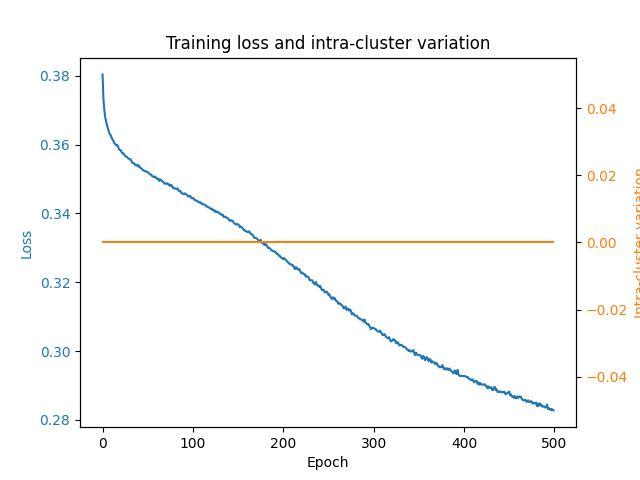 Training loss and intra-cluster variation
0.38
0.36
0.34
0.32
0.30
0.28
Loss
0.04
0.02
0.00
−0.02
−0.04
Intra-cluster variation
0 100 200 300 400 500
Epoch